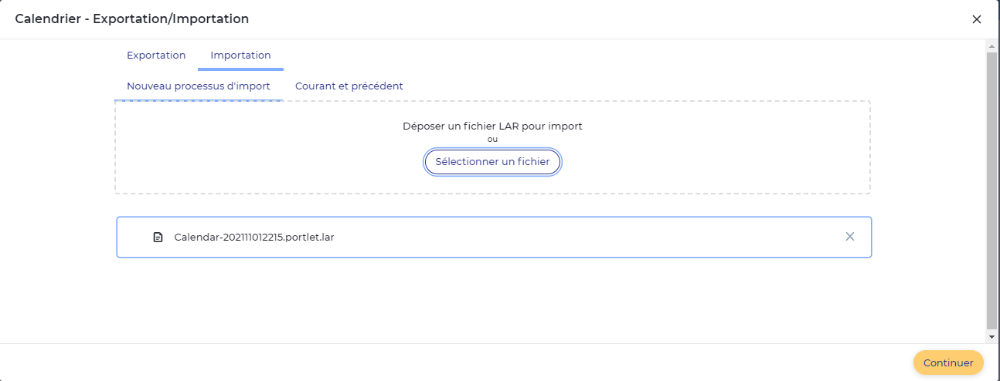 Calendrier - Exportation/Importation
Exportation Importation
Nouveau processus d'import Courant et précédent
Déposer un fichier LAR pour import
ou
Sélectionner un fichier
Calendar-202111012215.portlet.lar
Continuer